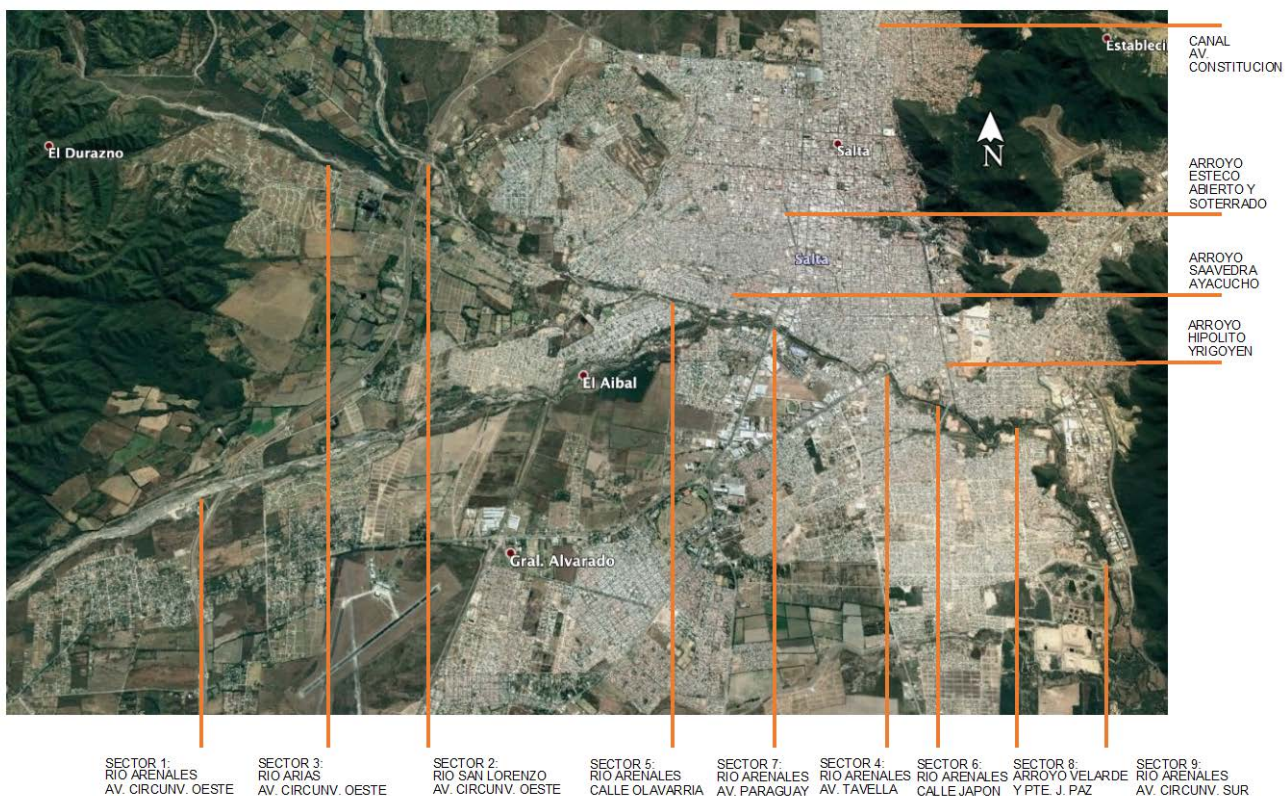 CANAL
AV.
CONSTITUCION
El Durazno
Salta
N
ARROYO
ESTECO
ABIERTO Y
SOTERRADO
Salta
ARROYO
SAAVEDRA
AYACUCHO
ARROYO
HIPOLITO
YRIGOYEN
El Aibal
Gral. Alvarado
SECTOR 1:
RIO ARENALES
AV. CIRCUNV. OESTE
SECTOR 3:
RIO ARIAS
AV. CIRCUNV. OESTE
SECTOR 2:
RIO SAN LORENZO
AV. CIRCUNV. OESTE
SECTOR 5:
RIO ARENALES
CALLE OLAVARRIA
SECTOR 7:
RIO ARENALES
AV. PARAGUAY
SECTOR 4:
RIO ARENALES
AV. TAVELLA
SECTOR 6:
RIO ARENALES
CALLE JAPON
SECTOR 8:
ARROYO VELARDE
Y PTE. J. PAZ
SECTOR 9:
RIO ARENALES
AV. CIRCUNV. SUR